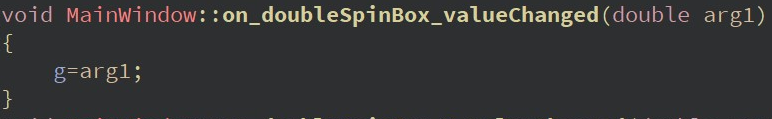 void MainWindow::on_doubleSpinBox_valueChanged(double arg1)
{
    g=arg1;
}